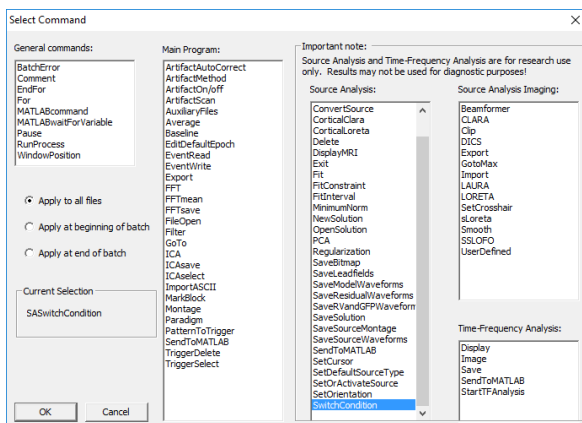 Select Command
General commands:
BatchError
Comment
EndFor
For
MATLABcommand
MATLABwaitForVariable
Pause
RunProcess
WindowPosition
Apply to all files
Apply at beginning of batch
Apply at end of batch
Current Selection
SASwitchCondition
OK
Cancel
Main Program:
ArtifactAutoCorrect
ArtifactMethod
ArtifactOn/off
ArtifactScan
AuxiliaryFiles
Average
Baseline
EditDefaultEpoch
EventRead
EventWrite
Export
FFT
FFTmean
FFTsave
FileOpen
Filter
GoTo
ICA
ICAsave
ICAselect
ImportASCII
MarkBlock
Montage
Paradigm
PatternToTrigger
SendToMATLAB
TriggerDelete
TriggerSelect
Important note:
Source Analysis and Time-Frequency Analysis are for research use
only. Results may not be used for diagnostic purposes!
Source Analysis:
ConvertSource
CorticalClara
CorticalLoreta
Delete
DisplayMRI
Exit
Fit
FitConstraint
FitInterval
MinimumNorm
NewSolution
OpenSolution
PCA
Regularization
SaveBitmap
SaveLeadfields
SaveModelWaveforms
SaveResidualWaveforms
SaveRVandGFPWaveform
SaveSolution
SaveSourceMontage
SaveSourceWaveforms
SendToMATLAB
SetCursor
SetDefaultSourceType
SetOrActivateSource
SetOrientation
SwitchCondition
Source Analysis Imaging:
Beamformer
CLARA
Clip
DICS
Export
GotoMax
Import
LAURA
LORETA
SetCrosshair
sLoreta
Smooth
SSLOFO
UserDefined
Time-Frequency Analysis:
Display
Image
Save
SendToMATLAB
StartTFAnalysis